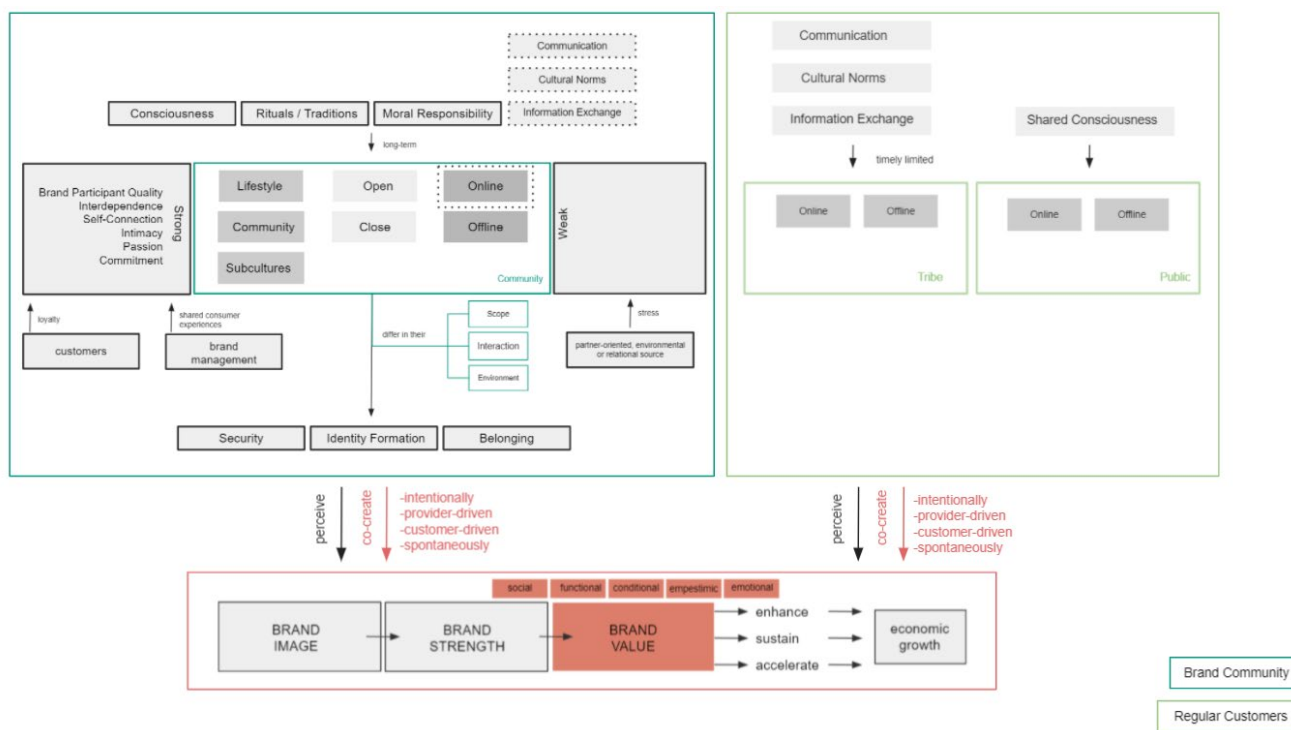 Communication
Cultural Norms
Consciousness
Rituals / Traditions
Moral Responsibility
Information Exchange
long-term
Brand Participant Quality
Interdependence
Self-Connection
Intimacy
Passion
Commitment
Strong
Lifestyle
Open
Online
Community
Close
Offline
Subcultures
Community
Weak
loyalty
shared consumer
experiences
differ in their
Scope
Interaction
Environment
stress
customers
brand
management
partner-oriented, environmental
or relational source
Security
Identity Formation
Belonging
Communication
Cultural Norms
Information Exchange
Shared Consciousness
timely limited
Online
Offline
Tribe
Online
Offline
Public
perceive
co-create
-intentionally
-provider-driven
-customer-driven
-spontaneously
perceive
co-create
-intentionally
-provider-driven
-customer-driven
-spontaneously
social
functional
conditional
empestimic
emotional
BRAND
IMAGE
BRAND
STRENGTH
BRAND
VALUE
enhance
sustain
accelerate
economic
growth
Brand Community
Regular Customers